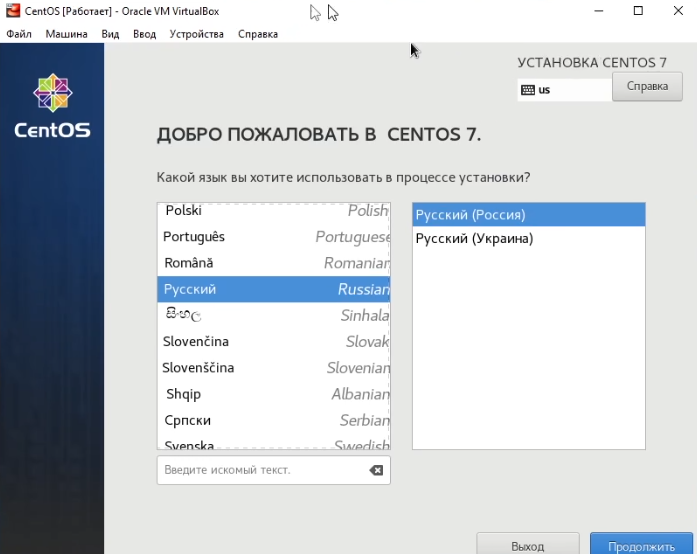 CentOS [Работает] - Oracle VM VirtualBox
Файл Машина Вид Ввод Устройства Справка
УСТАНОВКА CENTOS 7
us Справка
CentOS
ДОБРО ПОЖАЛОВАТЬ В CENTOS 7.
Какой язык вы хотите использовать в процессе установки?
Polski Polish
Português Portuguese
Română Romanian
Русский Russian
සිංහල Sinhala
Slovenčina Slovak
Slovenščina Slovenian
Shqip Albanian
Српски Serbian
Svenska Swedish
Русский (Россия)
Русский (Украина)
Введите искомый текст.
Выход Продолжить